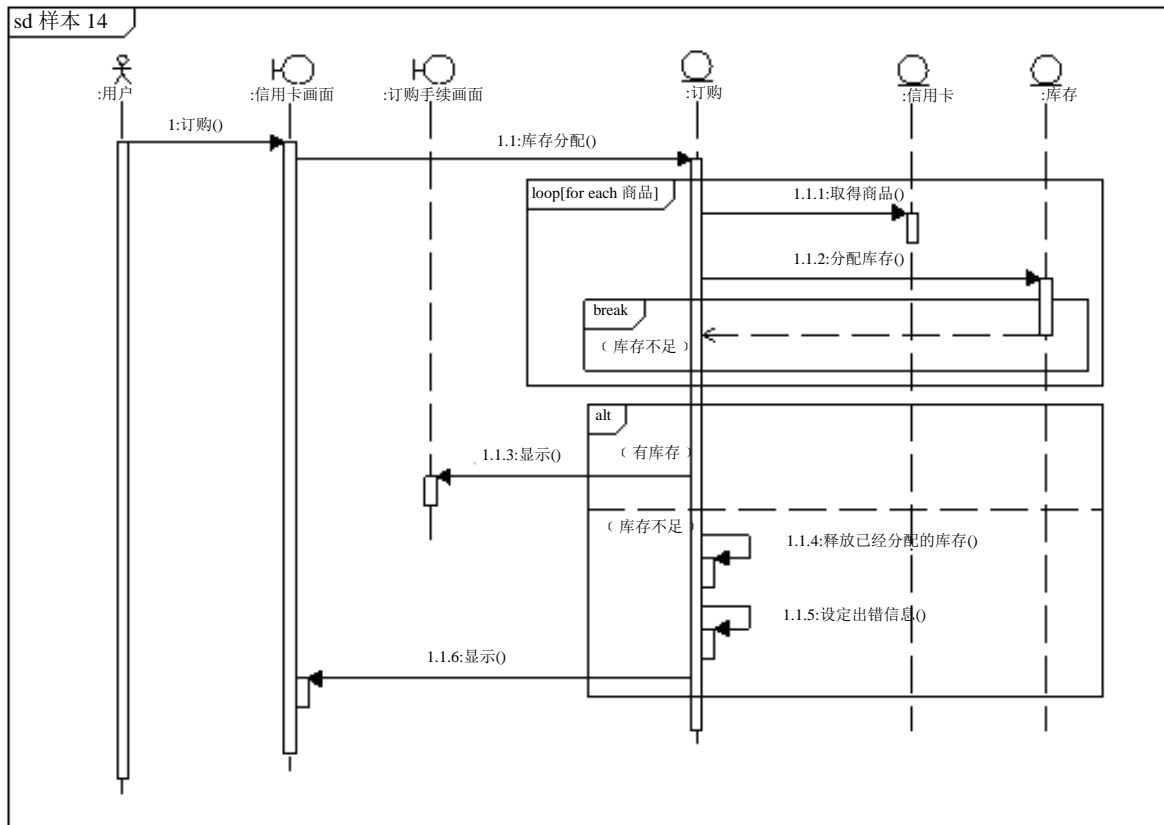 sd 样本 14
:用户
:信用卡画面
:订购手续画面
:订购
:信用卡
:库存
1:订购()
1.1:库存分配()
loop[for each 商品]
1.1.1:取得商品()
1.1.2:分配库存()
break
（ 库存不足 ）
alt
（ 有库存 ）
1.1.3:显示()
（ 库存不足 ）
1.1.4:释放已经分配的库存()
1.1.5:设定出错信息()
1.1.6:显示()